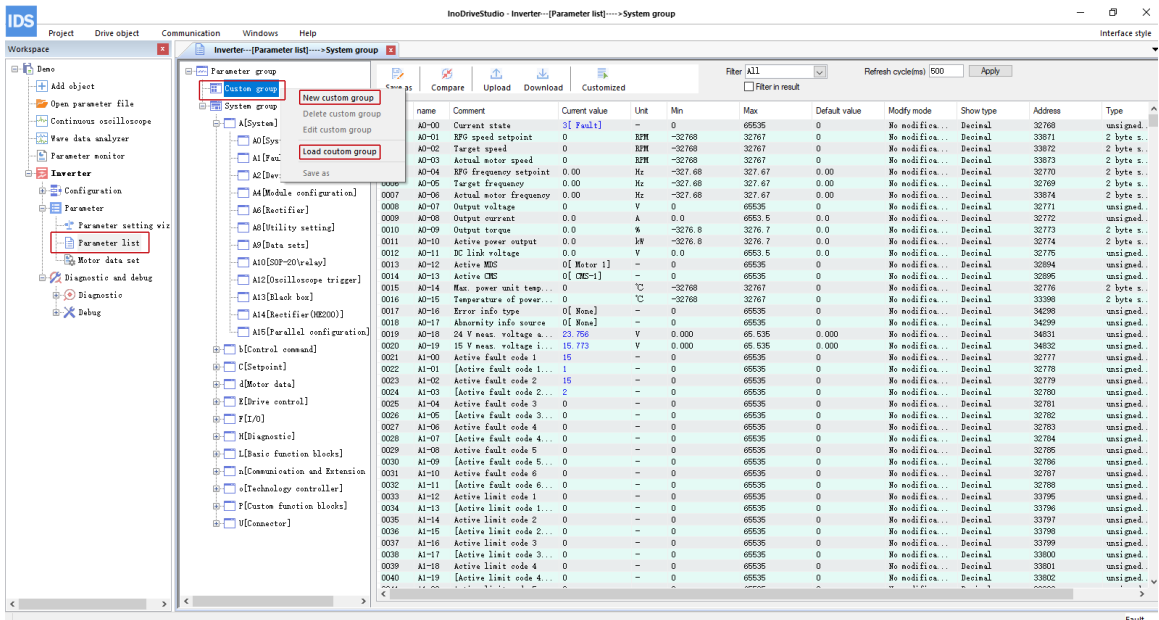 InoDriveStudio - Inverter---[Parameter list]---->System group
IDS
Project Drive object Communication Windows Help Interface style
Workspace
Inverter---[Parameter list]---->System group
Demo
Add object
Open parameter file
Continuous oscilloscope
Wave data analyzer
Parameter monitor
Inverter
Configuration
Parameter
Parameter setting wiz
Parameter list
Motor data set
Diagnostic and debug
Diagnostic
Debug
Parameter group
Custom group
System group
A[System]
A0[Sys
A1[Fau
A2[Dev
A4[Module configuration]
A6[Rectifier]
A8[Utility setting]
A9[Data sets]
A10[SOP-20\relay]
A12[Oscilloscope trigger]
A13[Black box]
A14[Rectifier(HE200)]
A15[Parallel configuration]
b[Control command]
C[Setpoint]
d[Motor data]
E[Drive control]
F[I/O]
H[Diagnostic]
L[Basic function blocks]
n[Communication and Extension
o[Technology controller]
P[Custom function blocks]
U[Connector]
New custom group
Delete custom group
Edit custom group
Load coutom group
Save as
Save as Compare Upload Download Customized
Filter All Refresh cycle(ms) 500 Apply
Filter in result
name Comment Current value Unit Min Max Default value Modify mode Show type Address Type
A0-00 Current state 3[ Fault] - 0 65535 0 No modifica... Decimal 32768 unsigned..
A0-01 RFG speed setpoint 0 RPM -32768 32767 0 No modifica... Decimal 33871 2 byte s..
A0-02 Target speed 0 RPM -32768 32767 0 No modifica... Decimal 33872 2 byte s..
A0-03 Actual motor speed 0 RPM -32768 32767 0 No modifica... Decimal 33873 2 byte s..
A0-04 RFG frequency setpoint 0.00 Hz -327.68 327.67 0.00 No modifica... Decimal 32770 2 byte s..
0006 A0-05 Target frequency 0.00 Hz -327.68 327.67 0.00 No modifica... Decimal 32769 2 byte s..
0007 A0-06 Actual motor frequency 0.00 Hz -327.68 327.67 0.00 No modifica... Decimal 33874 2 byte s..
0008 A0-07 Output voltage 0 V 0 65535 0 No modifica... Decimal 32771 unsigned..
0009 A0-08 Output current 0.0 A 0.0 6553.5 0.0 No modifica... Decimal 32772 unsigned..
0010 A0-09 Output torque 0.0 % -3276.8 3276.7 0.0 No modifica... Decimal 32773 2 byte s..
0011 A0-10 Active power output 0.0 kW -3276.8 3276.7 0.0 No modifica... Decimal 32774 2 byte s..
0012 A0-11 DC link voltage 0.0 V 0.0 6553.5 0.0 No modifica... Decimal 32775 unsigned..
0013 A0-12 Active MDS 0[ Motor 1] - 0 65535 0 No modifica... Decimal 32894 unsigned..
0014 A0-13 Active CMS 0[ CMS-1] - 0 65535 0 No modifica... Decimal 32895 unsigned..
0015 A0-14 Max. power unit temp... 0 ℃ -32768 32767 0 No modifica... Decimal 32776 2 byte s..
0016 A0-15 Temperature of power... 0 ℃ -32768 32767 0 No modifica... Decimal 33398 2 byte s..
0017 A0-16 Error info type 0[ None] - 0 65535 0 No modifica... Decimal 34298 unsigned..
0018 A0-17 Abnormity info source 0[ None] - 0 65535 0 No modifica... Decimal 34299 unsigned..
0019 A0-18 24 V meas. voltage a... 23.756 V 0.000 65.535 0.000 No modifica... Decimal 34831 unsigned..
0020 A0-19 15 V meas. voltage i... 15.773 V 0.000 65.535 0.000 No modifica... Decimal 34832 unsigned..
0021 A1-00 Active fault code 1 15 - 0 65535 0 No modifica... Decimal 32777 unsigned..
0022 A1-01 [Active fault code 1... 1 - 0 65535 0 No modifica... Decimal 32778 unsigned..
0023 A1-02 Active fault code 2 15 - 0 65535 0 No modifica... Decimal 32779 unsigned..
0024 A1-03 [Active fault code 2... 2 - 0 65535 0 No modifica... Decimal 32780 unsigned..
0025 A1-04 Active fault code 3 0 - 0 65535 0 No modifica... Decimal 32781 unsigned..
0026 A1-05 [Active fault code 3... 0 - 0 65535 0 No modifica... Decimal 32782 unsigned..
0027 A1-06 Active fault code 4 0 - 0 65535 0 No modifica... Decimal 32783 unsigned..
0028 A1-07 [Active fault code 4... 0 - 0 65535 0 No modifica... Decimal 32784 unsigned..
0029 A1-08 Active fault code 5 0 - 0 65535 0 No modifica... Decimal 32785 unsigned..
0030 A1-09 [Active fault code 5... 0 - 0 65535 0 No modifica... Decimal 32786 unsigned..
0031 A1-10 Active fault code 6 0 - 0 65535 0 No modifica... Decimal 32787 unsigned..
0032 A1-11 [Active fault code 6... 0 - 0 65535 0 No modifica... Decimal 32788 unsigned..
0033 A1-12 Active limit code 1 0 - 0 65535 0 No modifica... Decimal 33795 unsigned..
0034 A1-13 [Active limit code 1... 0 - 0 65535 0 No modifica... Decimal 33796 unsigned..
0035 A1-14 Active limit code 2 0 - 0 65535 0 No modifica... Decimal 33797 unsigned..
0036 A1-15 [Active limit code 2... 0 - 0 65535 0 No modifica... Decimal 33798 unsigned..
0037 A1-16 Active limit code 3 0 - 0 65535 0 No modifica... Decimal 33799 unsigned..
0038 A1-17 [Active limit code 3... 0 - 0 65535 0 No modifica... Decimal 33800 unsigned..
0039 A1-18 Active limit code 4 0 - 0 65535 0 No modifica... Decimal 33801 unsigned..
0040 A1-19 [Active limit code 4... 0 - 0 65535 0 No modifica... Decimal 33802 unsigned..
Fault